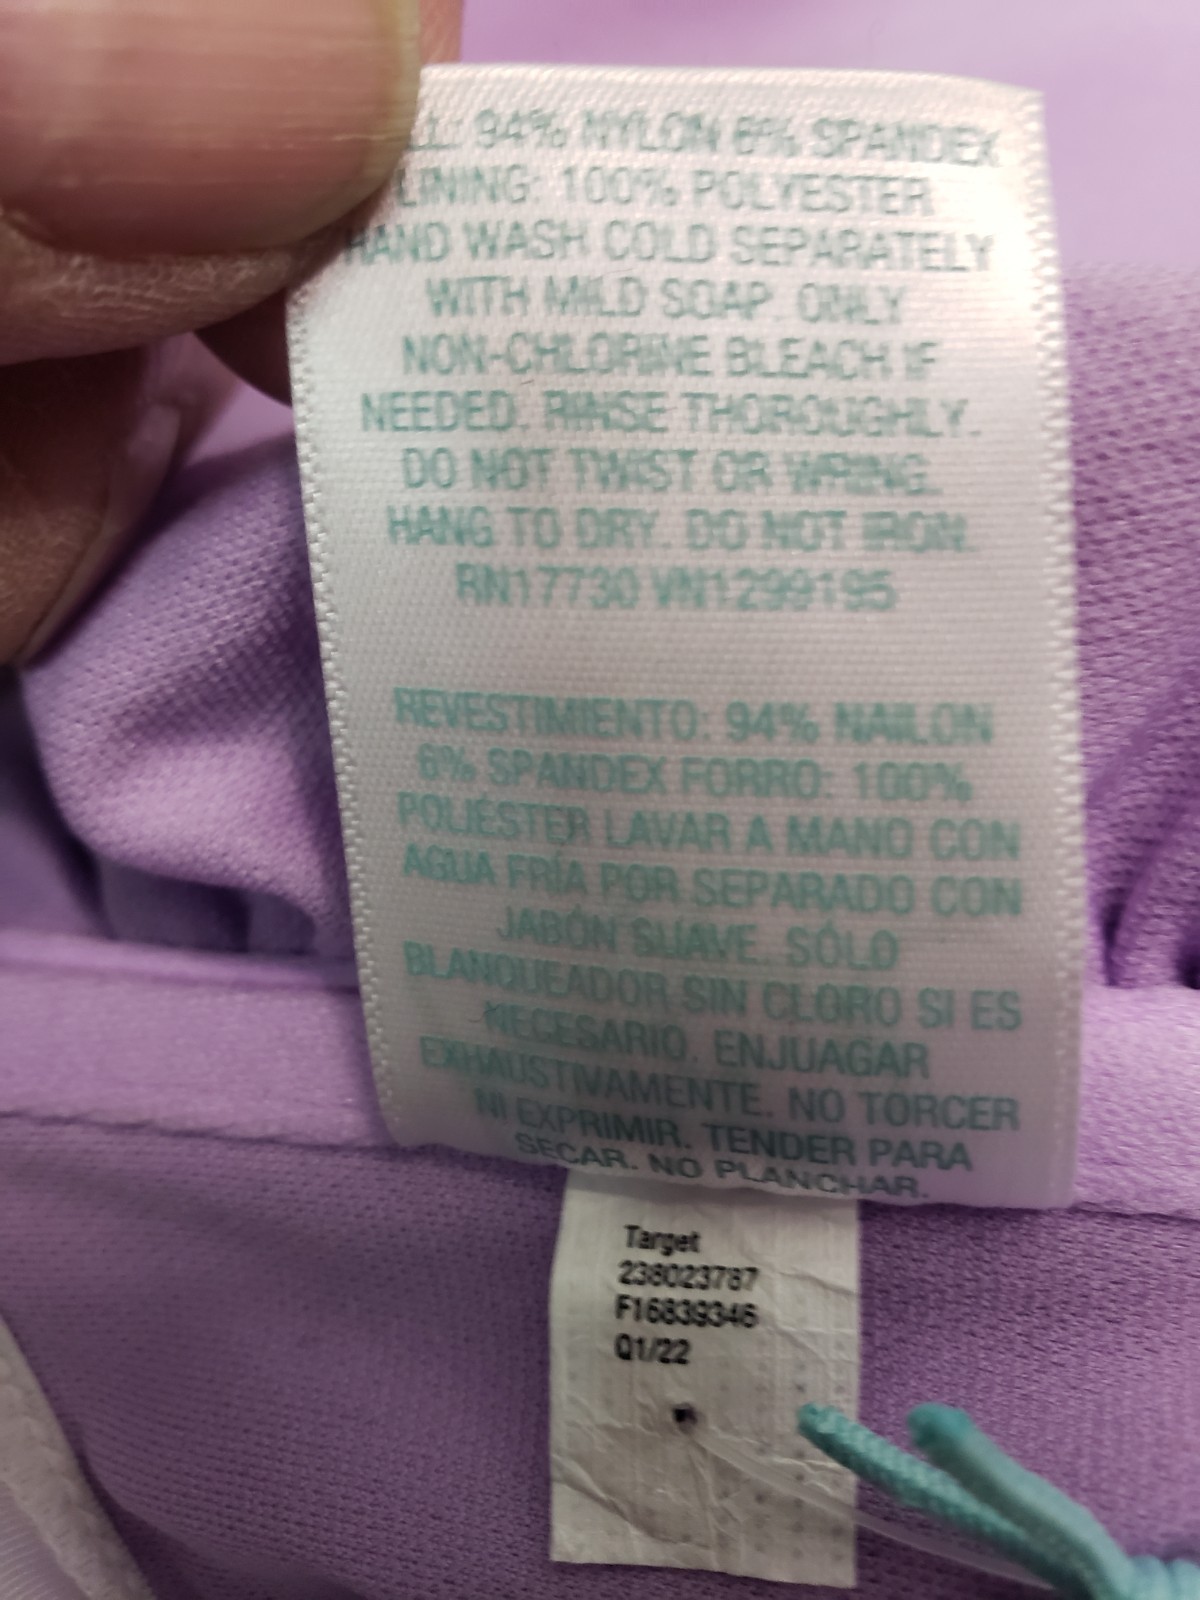 LL: 94% NYLON 6% SPANDEX
LINING: 100% POLYESTER
HAND WASH COLD SEPARATELY
WITH MILD SOAP. ONLY
NON-CHLORINE BLEACH IF
NEEDED. RINSE THOROUGHLY.
DO NOT TWIST OR WRING.
HANG TO DRY. DO NOT IRON.
RN17730 VN1299195
REVESTIMIENTO: 94% NAILON
6% SPANDEX FORRO: 100%
POLIÉSTER LAVAR A MANO CON
AGUA FRÍA POR SEPARADO CON
JABÓN SUAVE. SÓLO
BLANQUEADOR SIN CLORO SI ES
NECESARIO. ENJUAGAR
EXHAUSTIVAMENTE. NO TORCER
NI EXPRIMIR. TENDER PARA
SECAR. NO PLANCHAR.
Target
238023787
F16839346
Q1/22